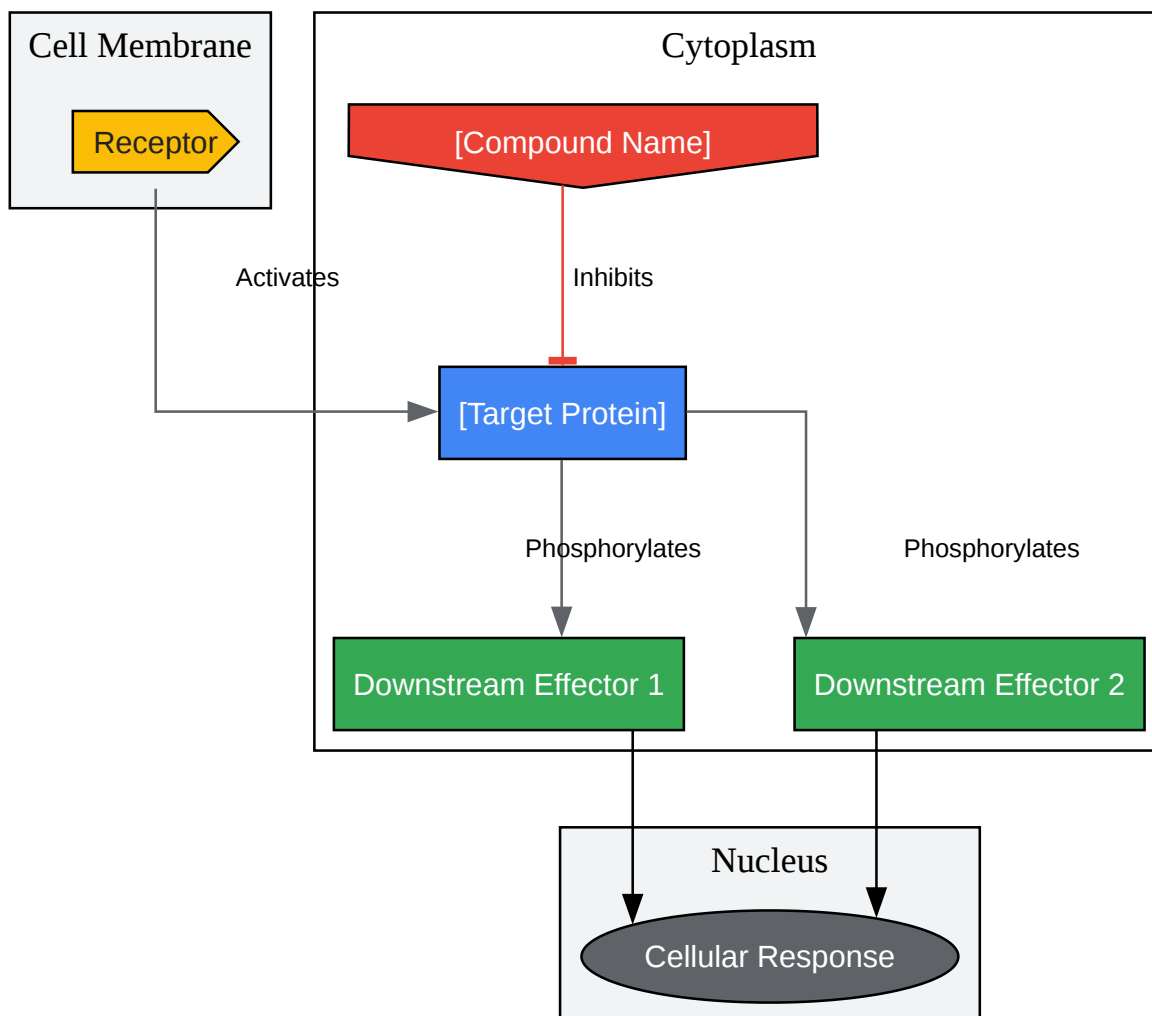 Cell Membrane
Cytoplasm
Receptor
[Compound Name]
Activates
Inhibits
[Target Protein]
Phosphorylates
Phosphorylates
Downstream Effector 1
Downstream Effector 2
Nucleus
Cellular Response